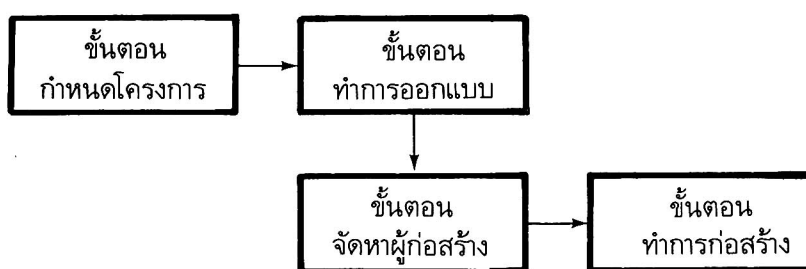 ขั้นตอน
กำหนดโครงการ
ขั้นตอน
ทำการออกแบบ
ขั้นตอน
จัดหาผู้ก่อสร้าง
ขั้นตอน
ทำการก่อสร้าง